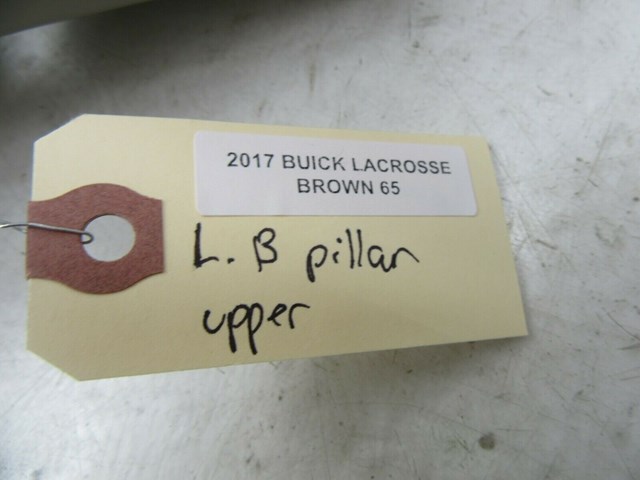 2017 BUICK LACROSSE
BROWN 65
L. B pillar
upper